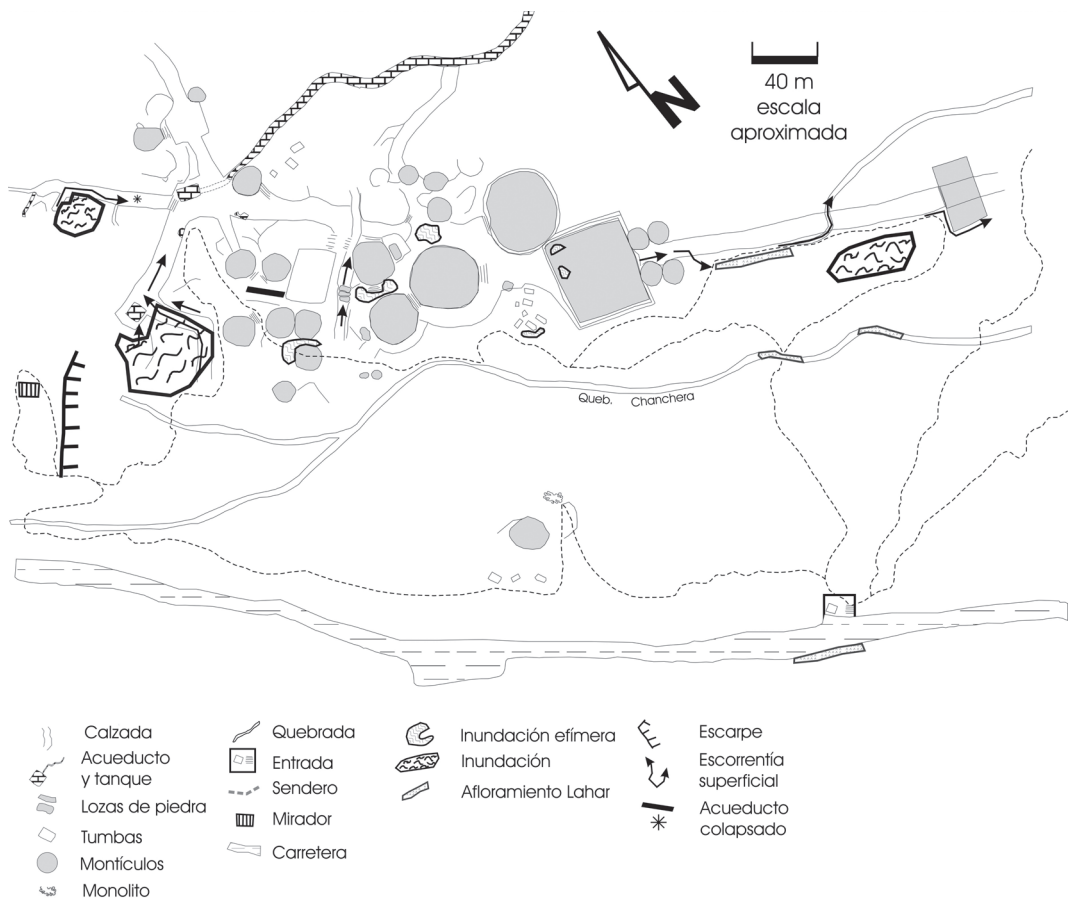 N
40 m
escala
aproximada
Queb. Chanchera
Calzada
Acueducto
y tanque
Lozas de piedra
Tumbas
Montículos
Monolito
Quebrada
Entrada
Sendero
Mirador
Carretera
Inundación efímera
Inundación
Afloramiento Lahar
Escarpe
Escorrentía
superficial
Acueducto
colapsado